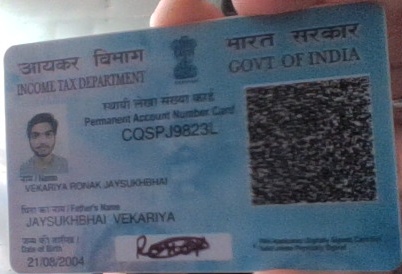 आयकर विभाग
INCOME TAX DEPARTMENT
भारत सरकार
GOVT OF INDIA
स्थायी लेखा संख्या कार्ड
Permanent Account Number Card
CQSPJ9823L
नाम / Name
VEKARIYA RONAK JAYSUKHBHAI
पिता का नाम / Father's Name
JAYSUKHBHAI VEKARIYA
जन्म की तारीख /
Date of Birth
21/08/2004